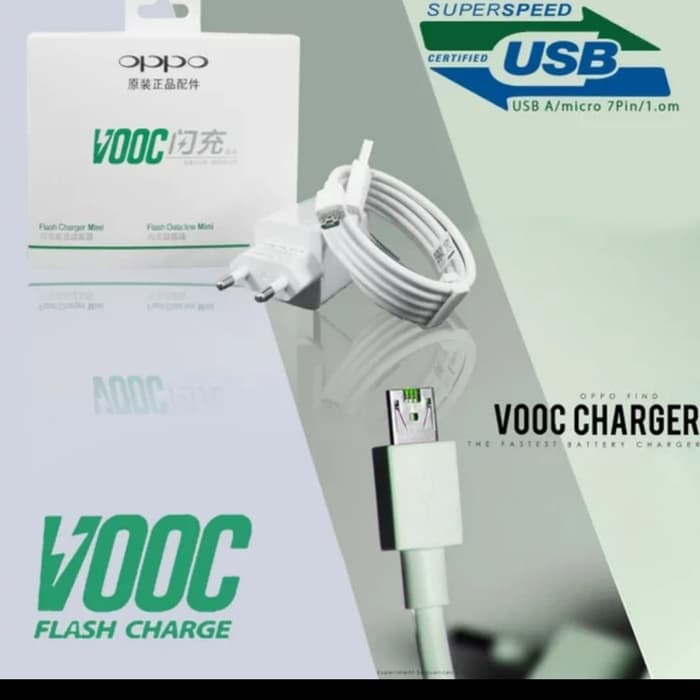 oppo
原装正品配件
VOOC闪充
Flash Charger Mini
Flash Data line Mini
SUPERSPEED
CERTIFIED USB
USB A/micro 7Pin/1.om
OPPO FIND
VOOC CHARGER
THE FASTEST BATTERY CHARGER
VOOC
FLASH CHARGE